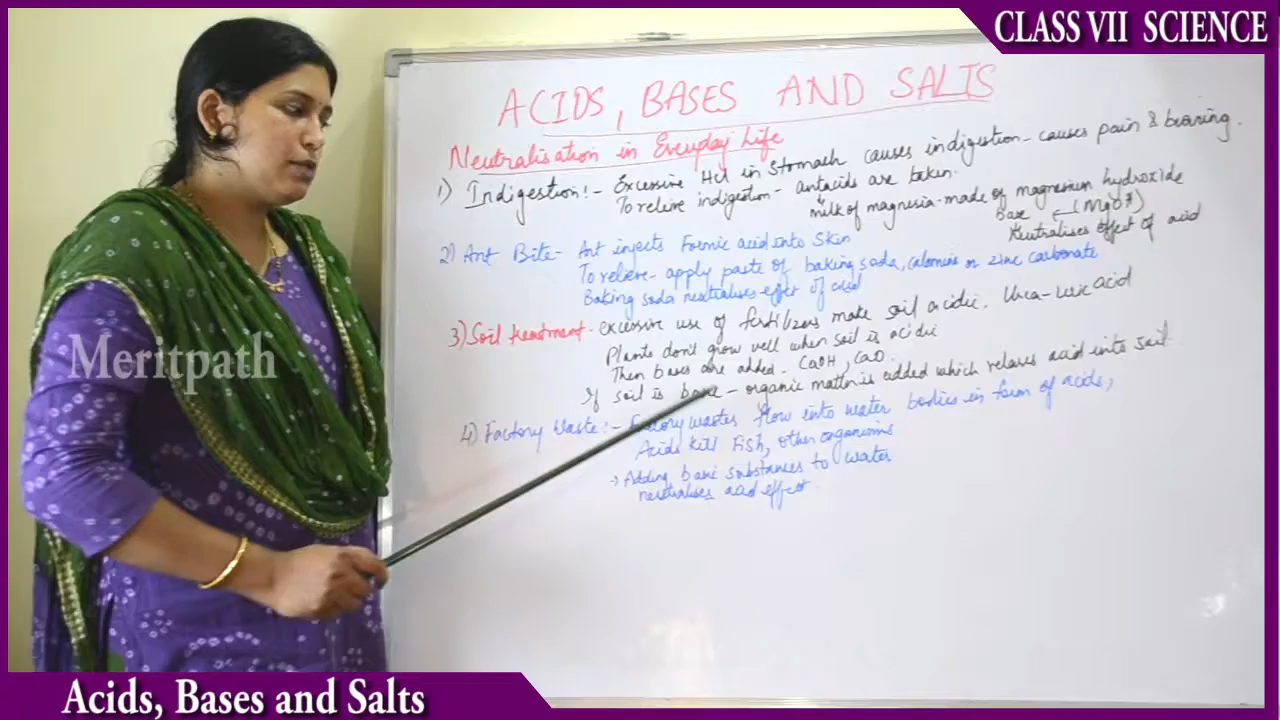 CLASS VII SCIENCE
ACIDS, BASES AND SALTS
Neutralisation in Everyday Life
1) Indigestion:- Excessive Hcl in Stomach causes indigestion - causes pain &
To relive indigestion - antacids are taken.
milk of magnesia - made of magnesium hydroxide
Base ← (MgOH)
Neutralises effect of acid
2) Ant Bite - Ant injects Formic acid into Skin
To relieve - apply paste of baking soda, calamine or zinc carbonate
Baking soda neutralises effect of acid
3) Soil treatment - excessive use of fertilizers make soil acidic.
Plants don't grow well when soil is acidic
Then bases are added. CaOH, CaO
If soil is - organic matter is added which acid into soil.
4) Factory Waste:- Factory wastes flow into water bodies in form of acids,
Acids kill Fish, other organisms
→ Adding basic substances to water
neutralises acid effect.
Meritpath
Acids, Bases and Salts